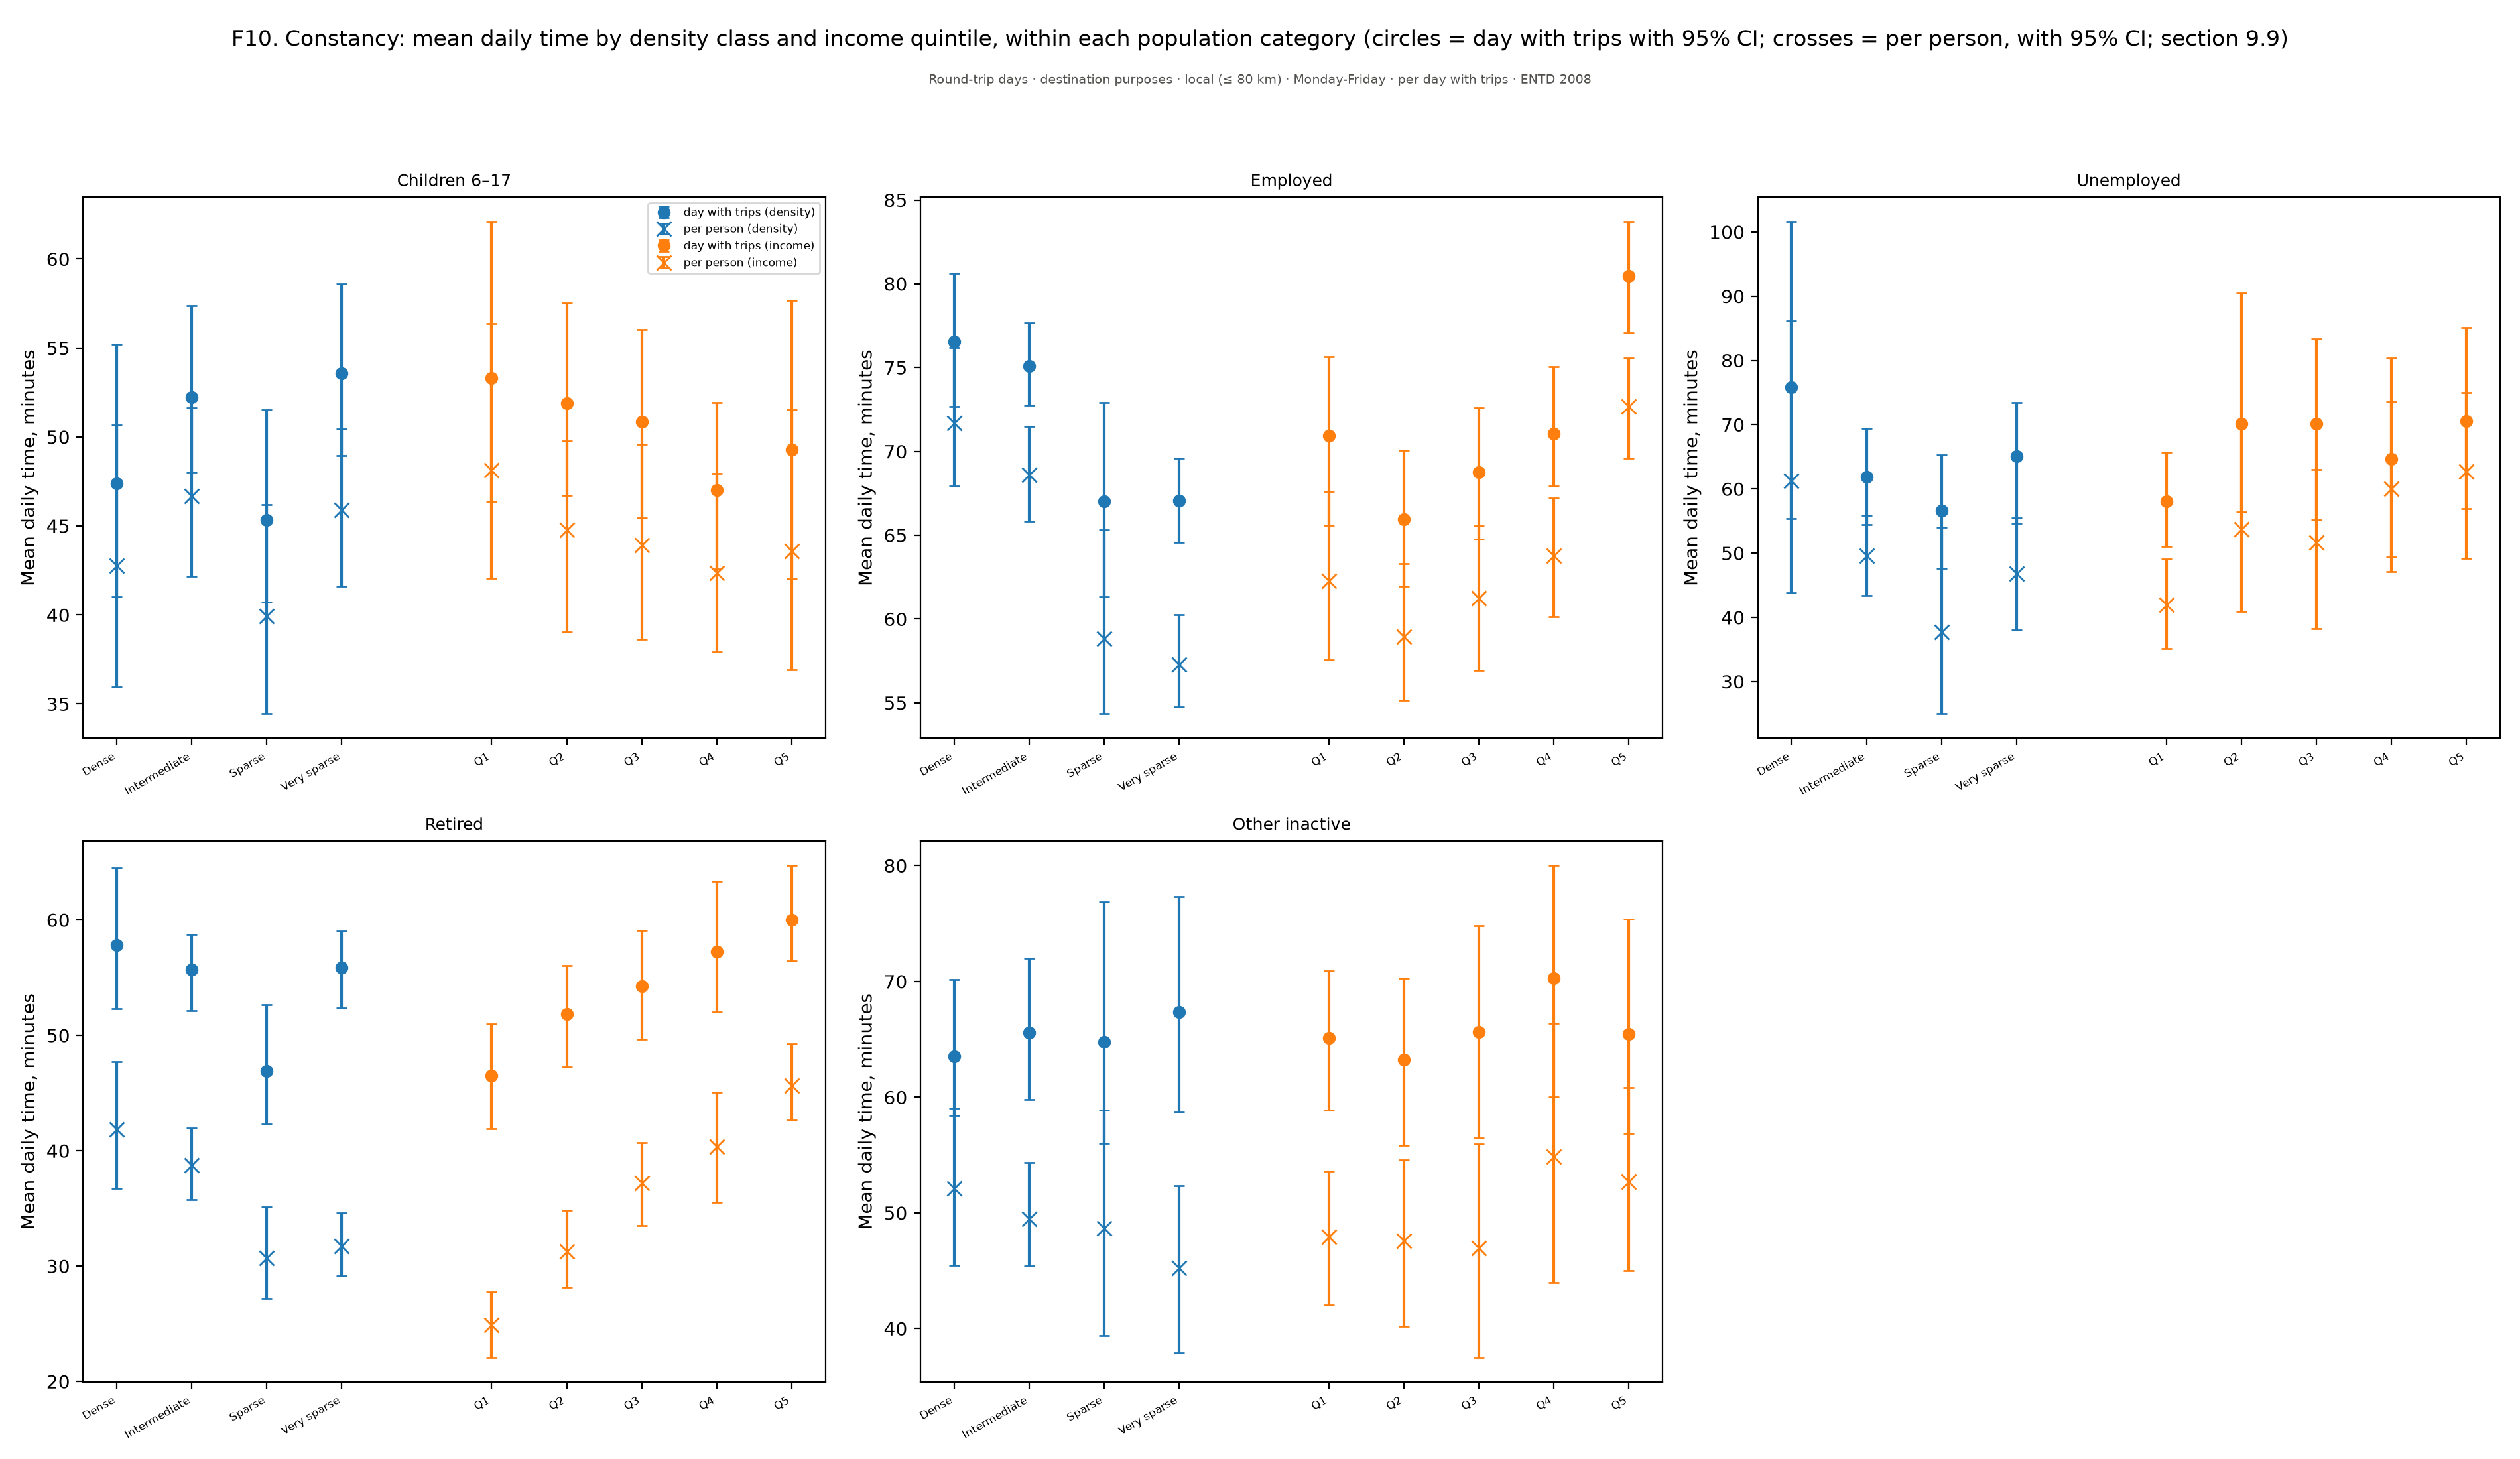 F10. Constancy: mean daily time by density class and income quintile, within each population category (circles = day with trips with 95% CI; crosses = per person, with 95% CI; section 9.9)
Round-trip days · destination purposes · local (≤ 80 km) · Monday-Friday · per day with trips · ENTD 2008
Children 6–17
Mean daily time, minutes
60
55
50
45
40
35
day with trips (density)
per person (density)
day with trips (income)
per person (income)
Dense
Intermediate
Sparse
Very sparse
Q1
Q2
Q3
Q4
Q5
Employed
Mean daily time, minutes
85
80
75
70
65
60
55
Dense
Intermediate
Sparse
Very sparse
Q1
Q2
Q3
Q4
Q5
Unemployed
Mean daily time, minutes
100
90
80
70
60
50
40
30
Dense
Intermediate
Sparse
Very sparse
Q1
Q2
Q3
Q4
Q5
Retired
Mean daily time, minutes
60
50
40
30
20
Dense
Intermediate
Sparse
Very sparse
Q1
Q2
Q3
Q4
Q5
Other inactive
Mean daily time, minutes
80
70
60
50
40
Dense
Intermediate
Sparse
Very sparse
Q1
Q2
Q3
Q4
Q5